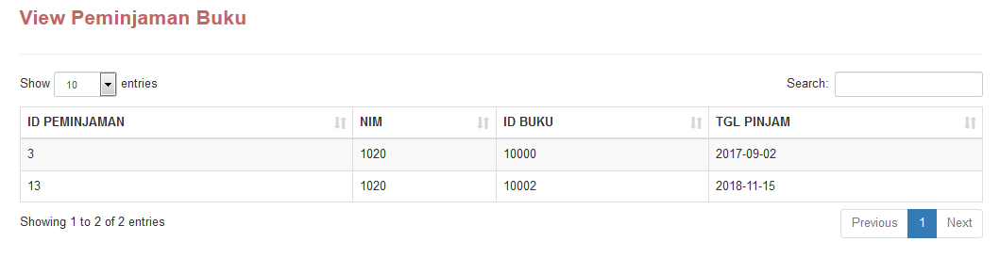 View Peminjaman Buku
Show 10 entries Search:
ID PEMINJAMAN NIM ID BUKU TGL PINJAM
3 1020 10000 2017-09-02
13 1020 10002 2018-11-15
Showing 1 to 2 of 2 entries Previous 1 Next